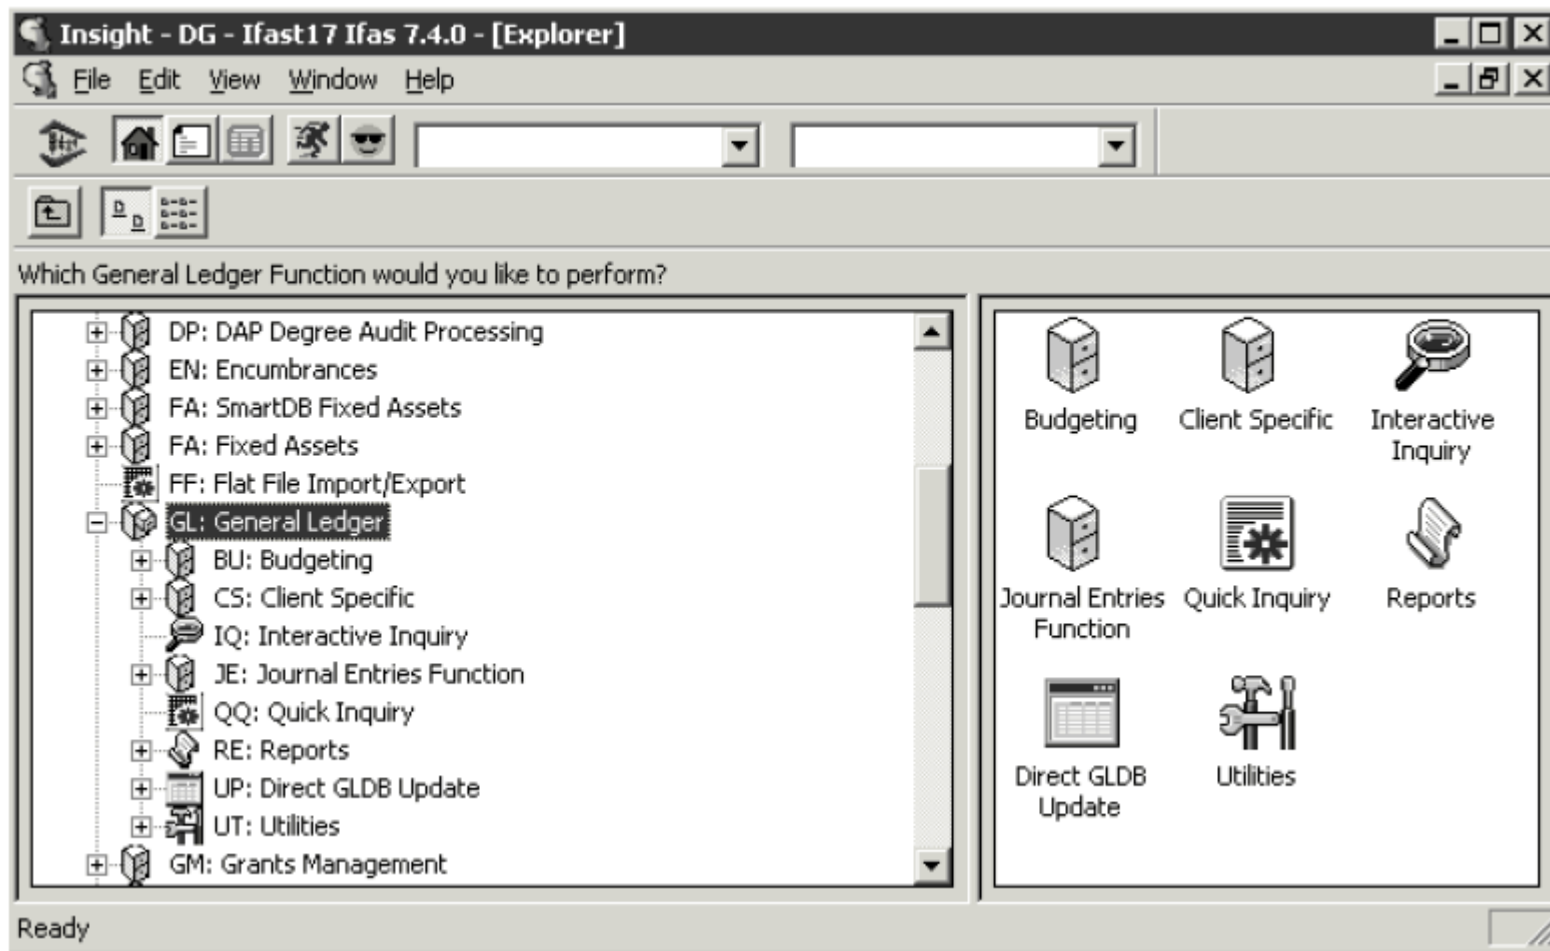 Insight - DG - Ifast17 Ifas 7.4.0 - [Explorer]
File Edit View Window Help
Which General Ledger Function would you like to perform?
DP: DAP Degree Audit Processing
EN: Encumbrances
FA: SmartDB Fixed Assets
FA: Fixed Assets
FF: Flat File Import/Export
GL: General Ledger
BU: Budgeting
CS: Client Specific
IQ: Interactive Inquiry
JE: Journal Entries Function
QQ: Quick Inquiry
RE: Reports
UP: Direct GLDB Update
UT: Utilities
GM: Grants Management
Budgeting Client Specific Interactive
Inquiry
Journal Entries Quick Inquiry Reports
Function
Direct GLDB Utilities
Update
Ready